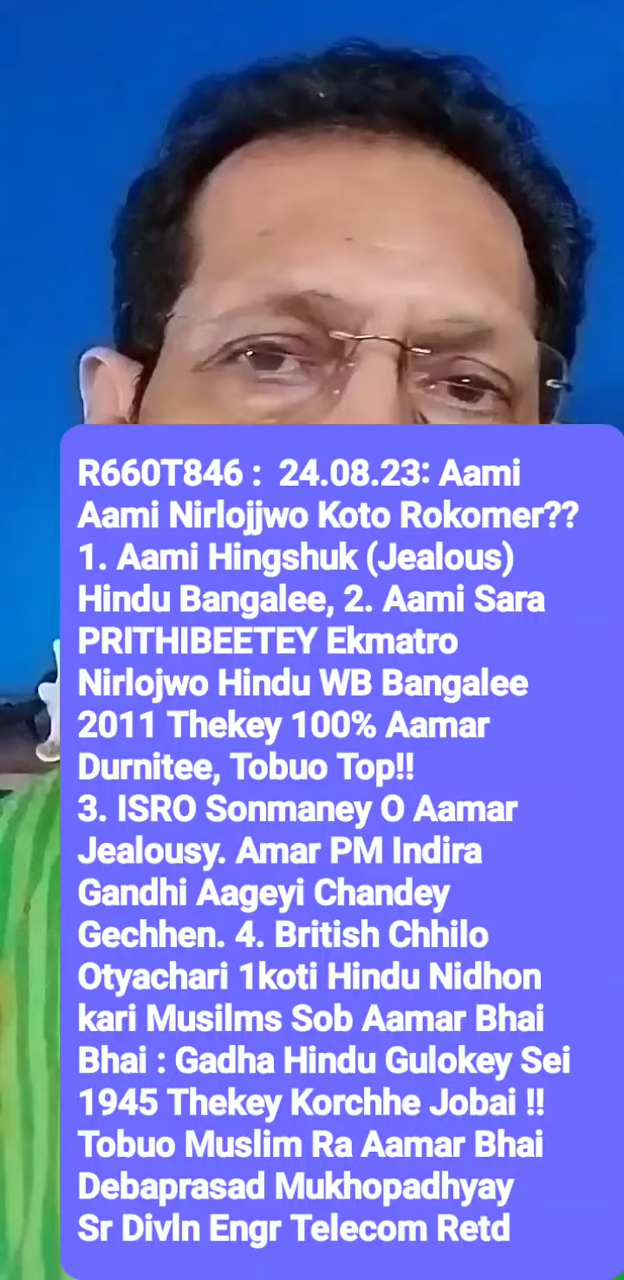 R660T846 :  24.08.23: Aami
Aami Nirlojjwo Koto Rokomer??
1. Aami Hingshuk (Jealous)
Hindu Bangalee, 2. Aami Sara
PRITHIBEETEY Ekmatro
Nirlojwo Hindu WB Bangalee
2011 Thekey 100% Aamar
Durnitee, Tobuo Top!!
3. ISRO Sonmaney O Aamar
Jealousy. Amar PM Indira
Gandhi Aageyi Chandey
Gechhen. 4. British Chhilo
Otyachari 1koti Hindu Nidhon
kari Musilms Sob Aamar Bhai
Bhai : Gadha Hindu Gulokey Sei
1945 Thekey Korchhe Jobai !!
Tobuo Muslim Ra Aamar Bhai
Debaprasad Mukhopadhyay
Sr Divln Engr Telecom Retd